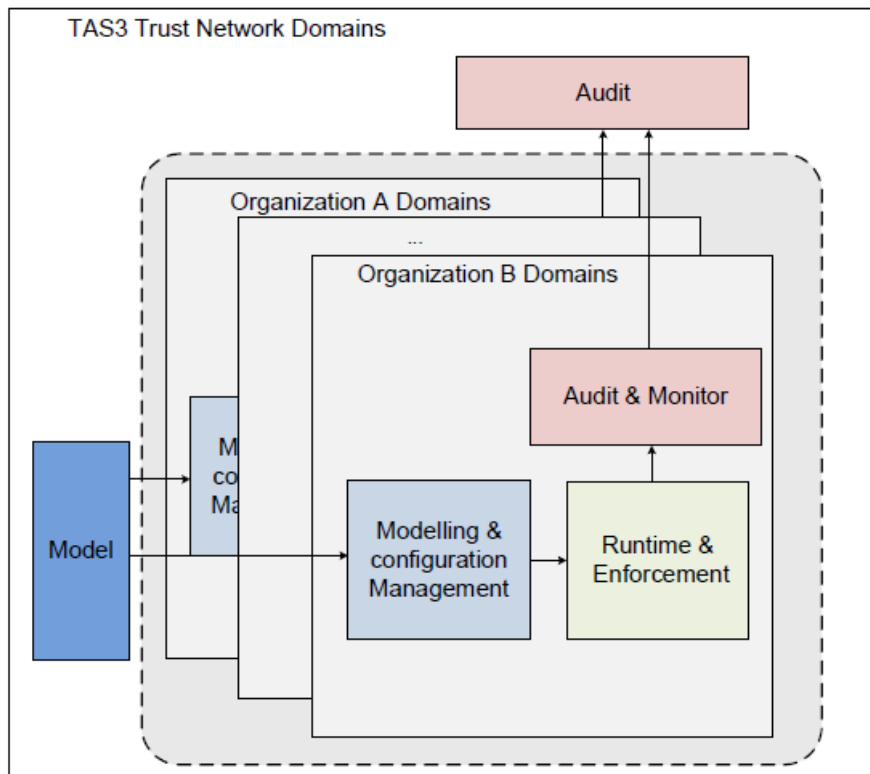 TAS3 Trust Network Domains
Audit
Organization A Domains
...
Organization B Domains
Audit & Monitor
Model
Modelling &
configuration
Management
Runtime &
Enforcement